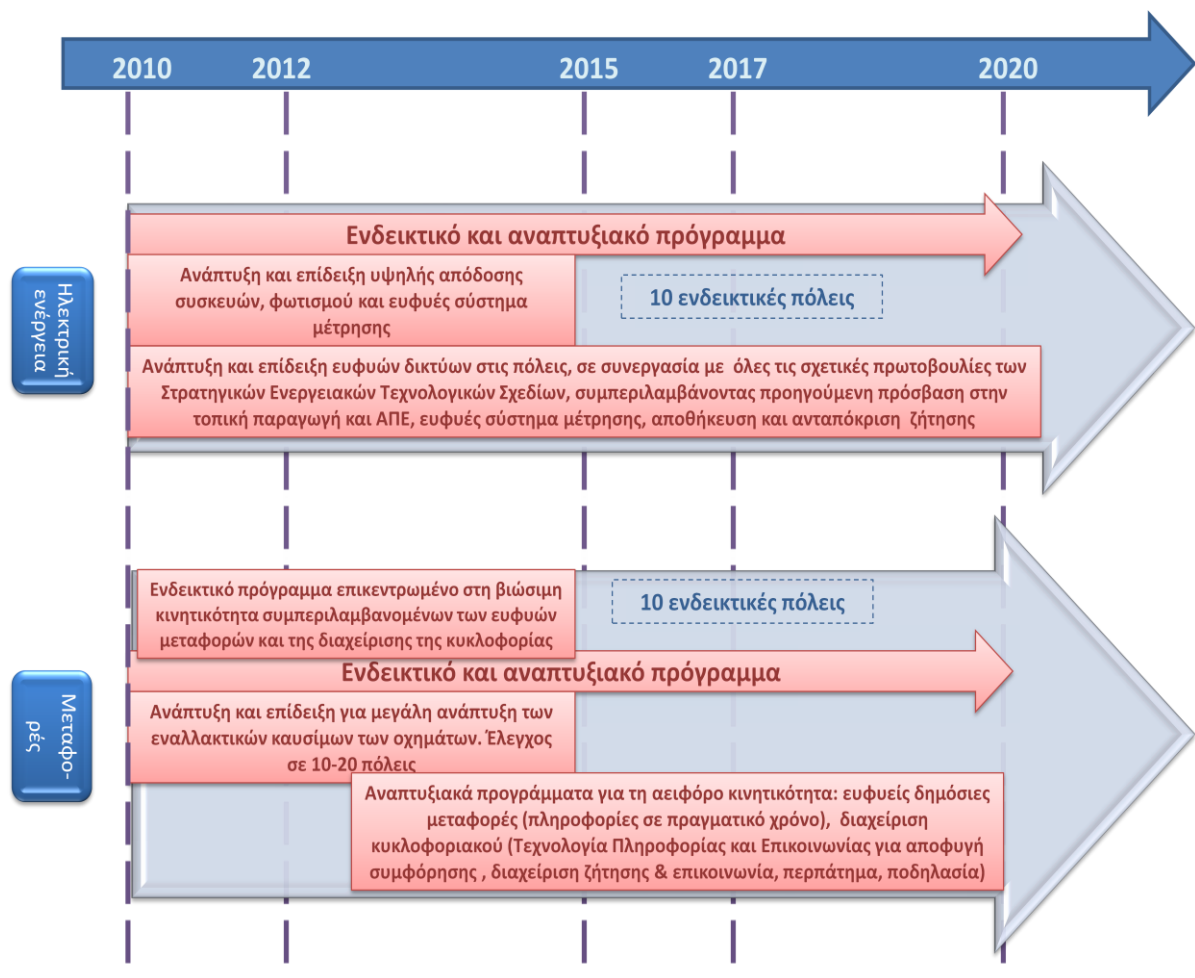 2010 2012 2015 2017 2020
Ηλεκτρική
ενέργεια
Ενδεικτικό και αναπτυξιακό πρόγραμμα
Ανάπτυξη και επίδειξη υψηλής απόδοσης
συσκευών, φωτισμού και ευφυές σύστημα
μέτρησης
10 ενδεικτικές πόλεις
Ανάπτυξη και επίδειξη ευφυών δικτύων στις πόλεις, σε συνεργασία με όλες τις σχετικές πρωτοβουλίες των
Στρατηγικών Ενεργειακών Τεχνολογικών Σχεδίων, συμπεριλαμβάνοντας προηγούμενη πρόσβαση στην
τοπική παραγωγή και ΑΠΕ, ευφυές σύστημα μέτρησης, αποθήκευση και ανταπόκριση ζήτησης
Μεταφο-
ρές
Ενδεικτικό πρόγραμμα επικεντρωμένο στη βιώσιμη
κινητικότητα συμπεριλαμβανομένων των ευφυών
μεταφορών και της διαχείρισης της κυκλοφορίας
10 ενδεικτικές πόλεις
Ενδεικτικό και αναπτυξιακό πρόγραμμα
Ανάπτυξη και επίδειξη για μεγάλη ανάπτυξη των
εναλλακτικών καυσίμων των οχημάτων. Έλεγχος
σε 10-20 πόλεις
Αναπτυξιακά προγράμματα για τη αειφόρο κινητικότητα: ευφυείς δημόσιες
μεταφορές (πληροφορίες σε πραγματικό χρόνο), διαχείριση
κυκλοφοριακού (Τεχνολογία Πληροφορίας και Επικοινωνίας για αποφυγή
συμφόρησης , διαχείριση ζήτησης & επικοινωνία, περπάτημα, ποδηλασία)